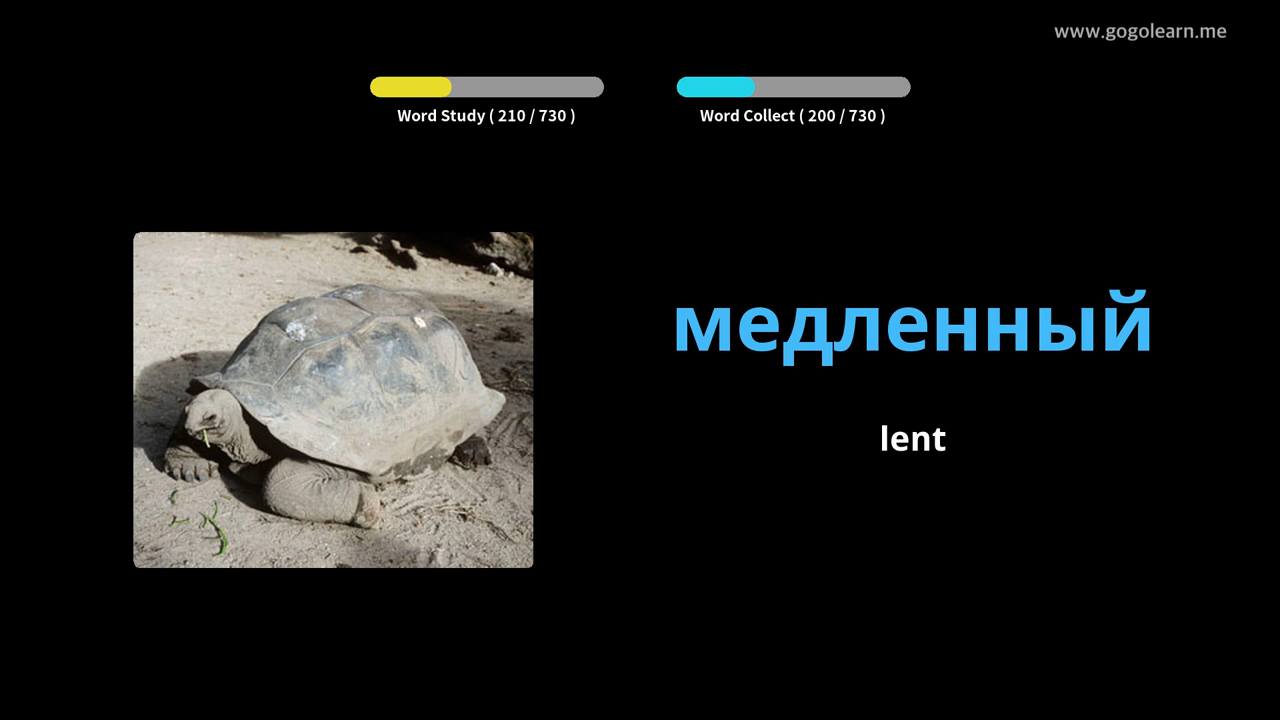 www.gogolearn.me
Word Study ( 210 / 730 )
Word Collect ( 200 / 730 )
медленный
lent